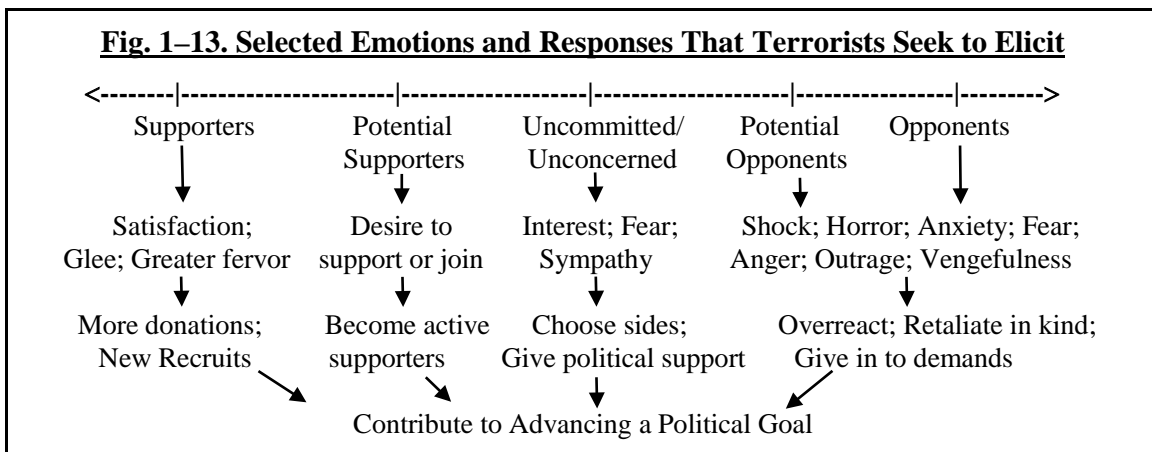 Fig. 1–13. Selected Emotions and Responses That Terrorists Seek to Elicit
<--------|-------------------|------------------|-------------------|---------------|--------->
Supporters Potential Uncommitted/ Potential Opponents
Supporters Unconcerned Opponents
Satisfaction; Desire to Interest; Fear; Shock; Horror; Anxiety; Fear;
Glee; Greater fervor support or join Sympathy Anger; Outrage; Vengefulness
More donations; Become active Choose sides; Overreact; Retaliate in kind;
New Recruits supporters Give political support Give in to demands
Contribute to Advancing a Political Goal